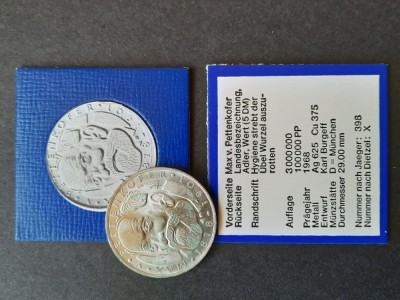 Vorderseite Max v. Pettenkofer
Rückseite Landesbezeichnung,
Adler, Wert (5 DM)
Randschrift Hygiene strebt der
Übel Wurzel auszu-
rotten
Auflage 3 000 000
100 000 PP
Prägejahr 1968
Metall Ag 625 Cu 375
Entwurf Karl Burgeff
Münzstätte D = München
Durchmesser 29.00 mm
Nummer nach Jaeger: 398
Nummer nach Dietzel: X